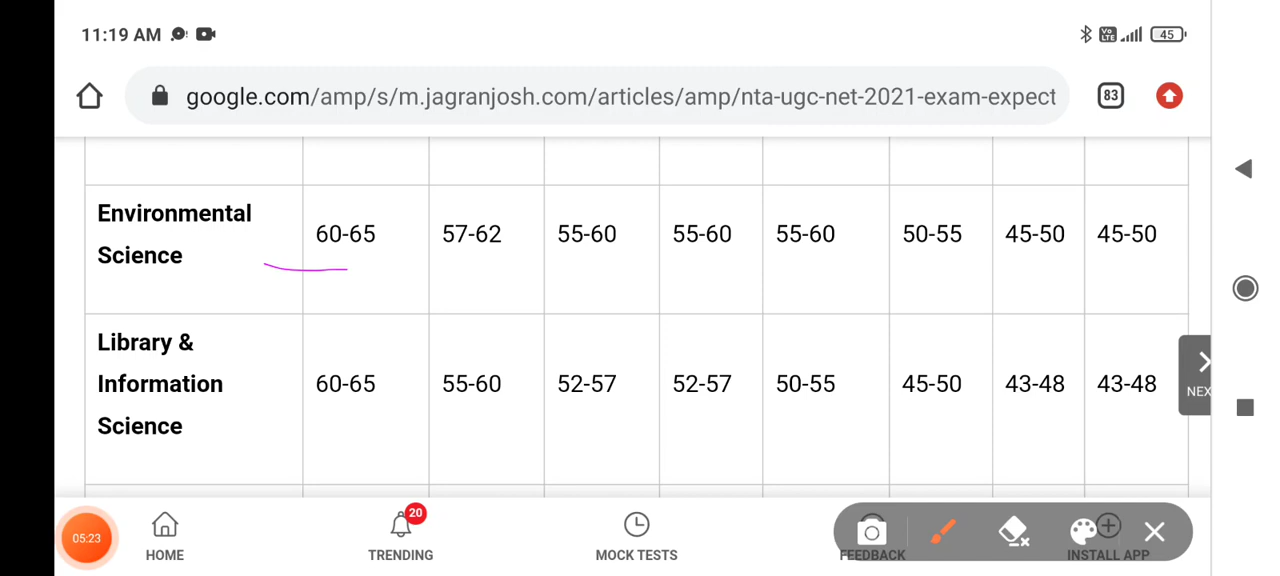 11:19 AM
Vo LTE 45
google.com/amp/s/m.jagranjosh.com/articles/amp/nta-ugc-net-2021-exam-expect
83
Environmental Science 60-65 57-62 55-60 55-60 55-60 50-55 45-50 45-50
Library & Information Science 60-65 55-60 52-57 52-57 50-55 45-50 43-48 43-48
NEX
05:23
20
HOME TRENDING MOCK TESTS FEEDBACK INSTALL APP